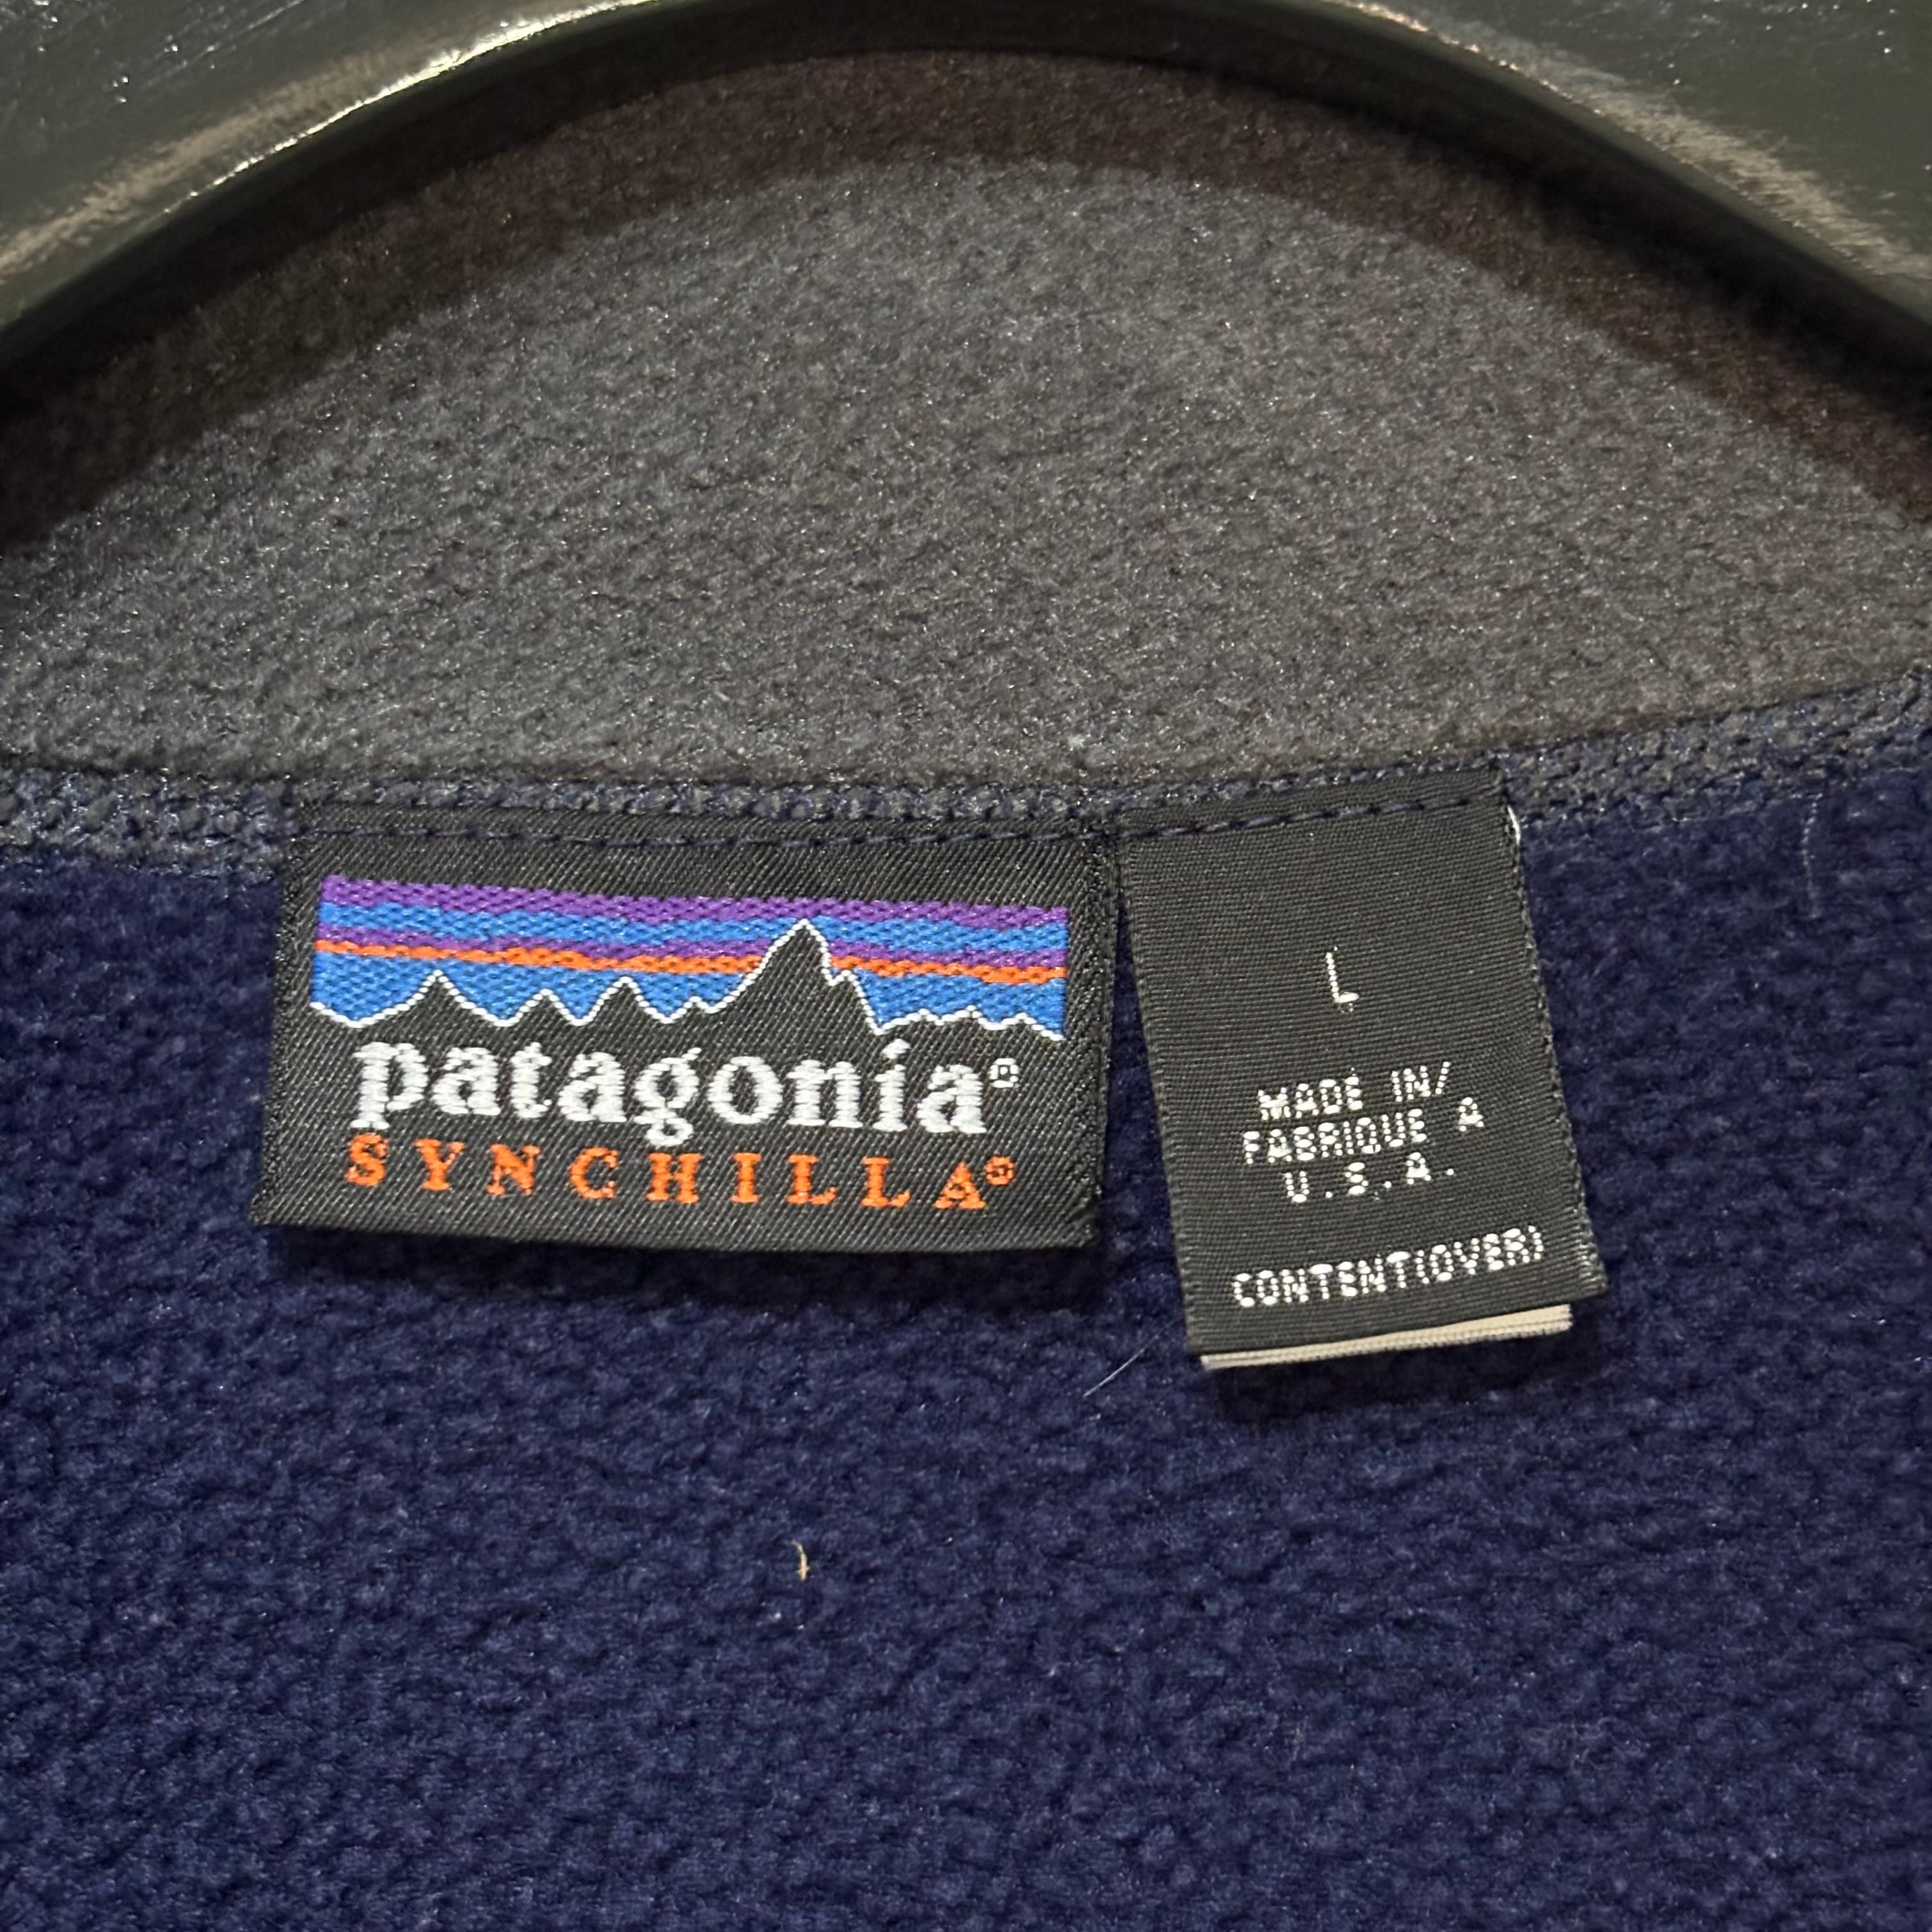 patagonia®
SYNCHILLA®
L
MADE IN/
FABRIQUE A
U.S.A.
CONTENT(OVER)